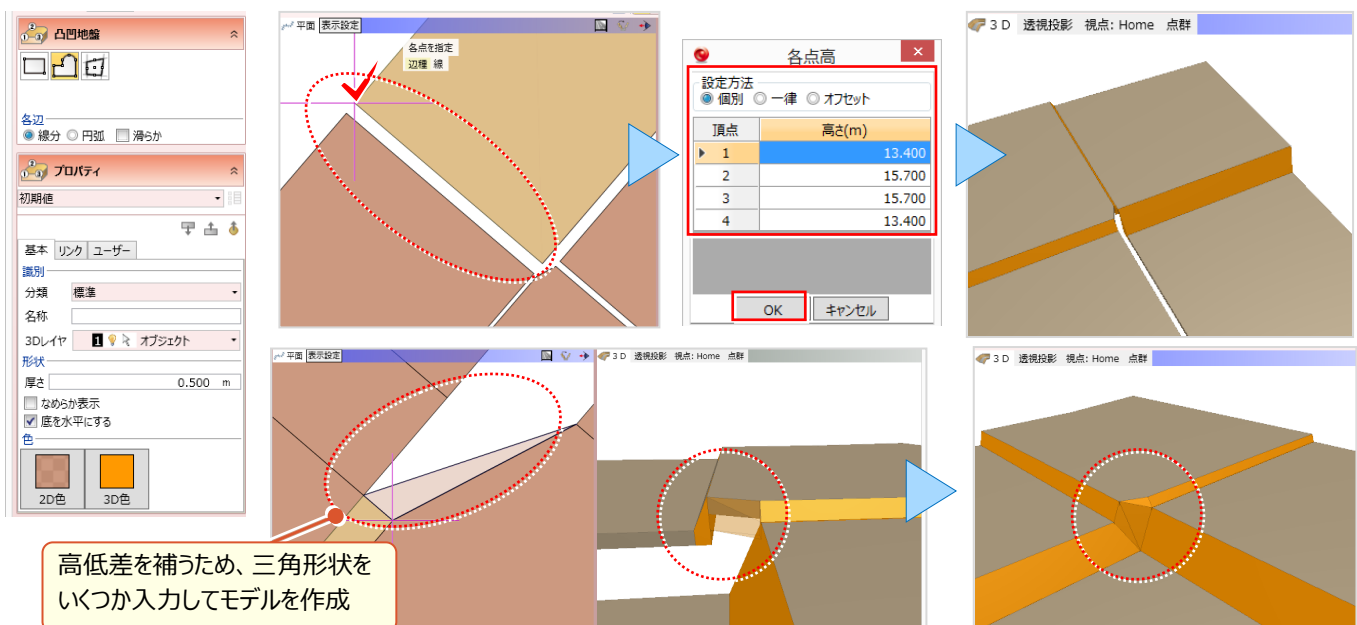 凸凹地盤
各辺
線分 円弧 滑らか
プロパティ
初期値
基本 リンク ユーザー
識別
分類 標準
名称
3Dレイヤ 1 オブジェクト
形状
厚さ 0.500 m
なめらか表示
底を水平にする
色
2D色 3D色
平面 表示設定
各点を指定
辺種 線
各点高
設定方法
個別 一律 オフセット
頂点 高さ(m)
1 13.400
2 15.700
3 15.700
4 13.400
OK キャンセル
3 D 透視投影 視点: Home 点群
平面 表示設定
3 D 透視投影 視点: Home 点群
3 D 透視投影 視点: Home 点群
高低差を補うため、三角形状を
いくつか入力してモデルを作成